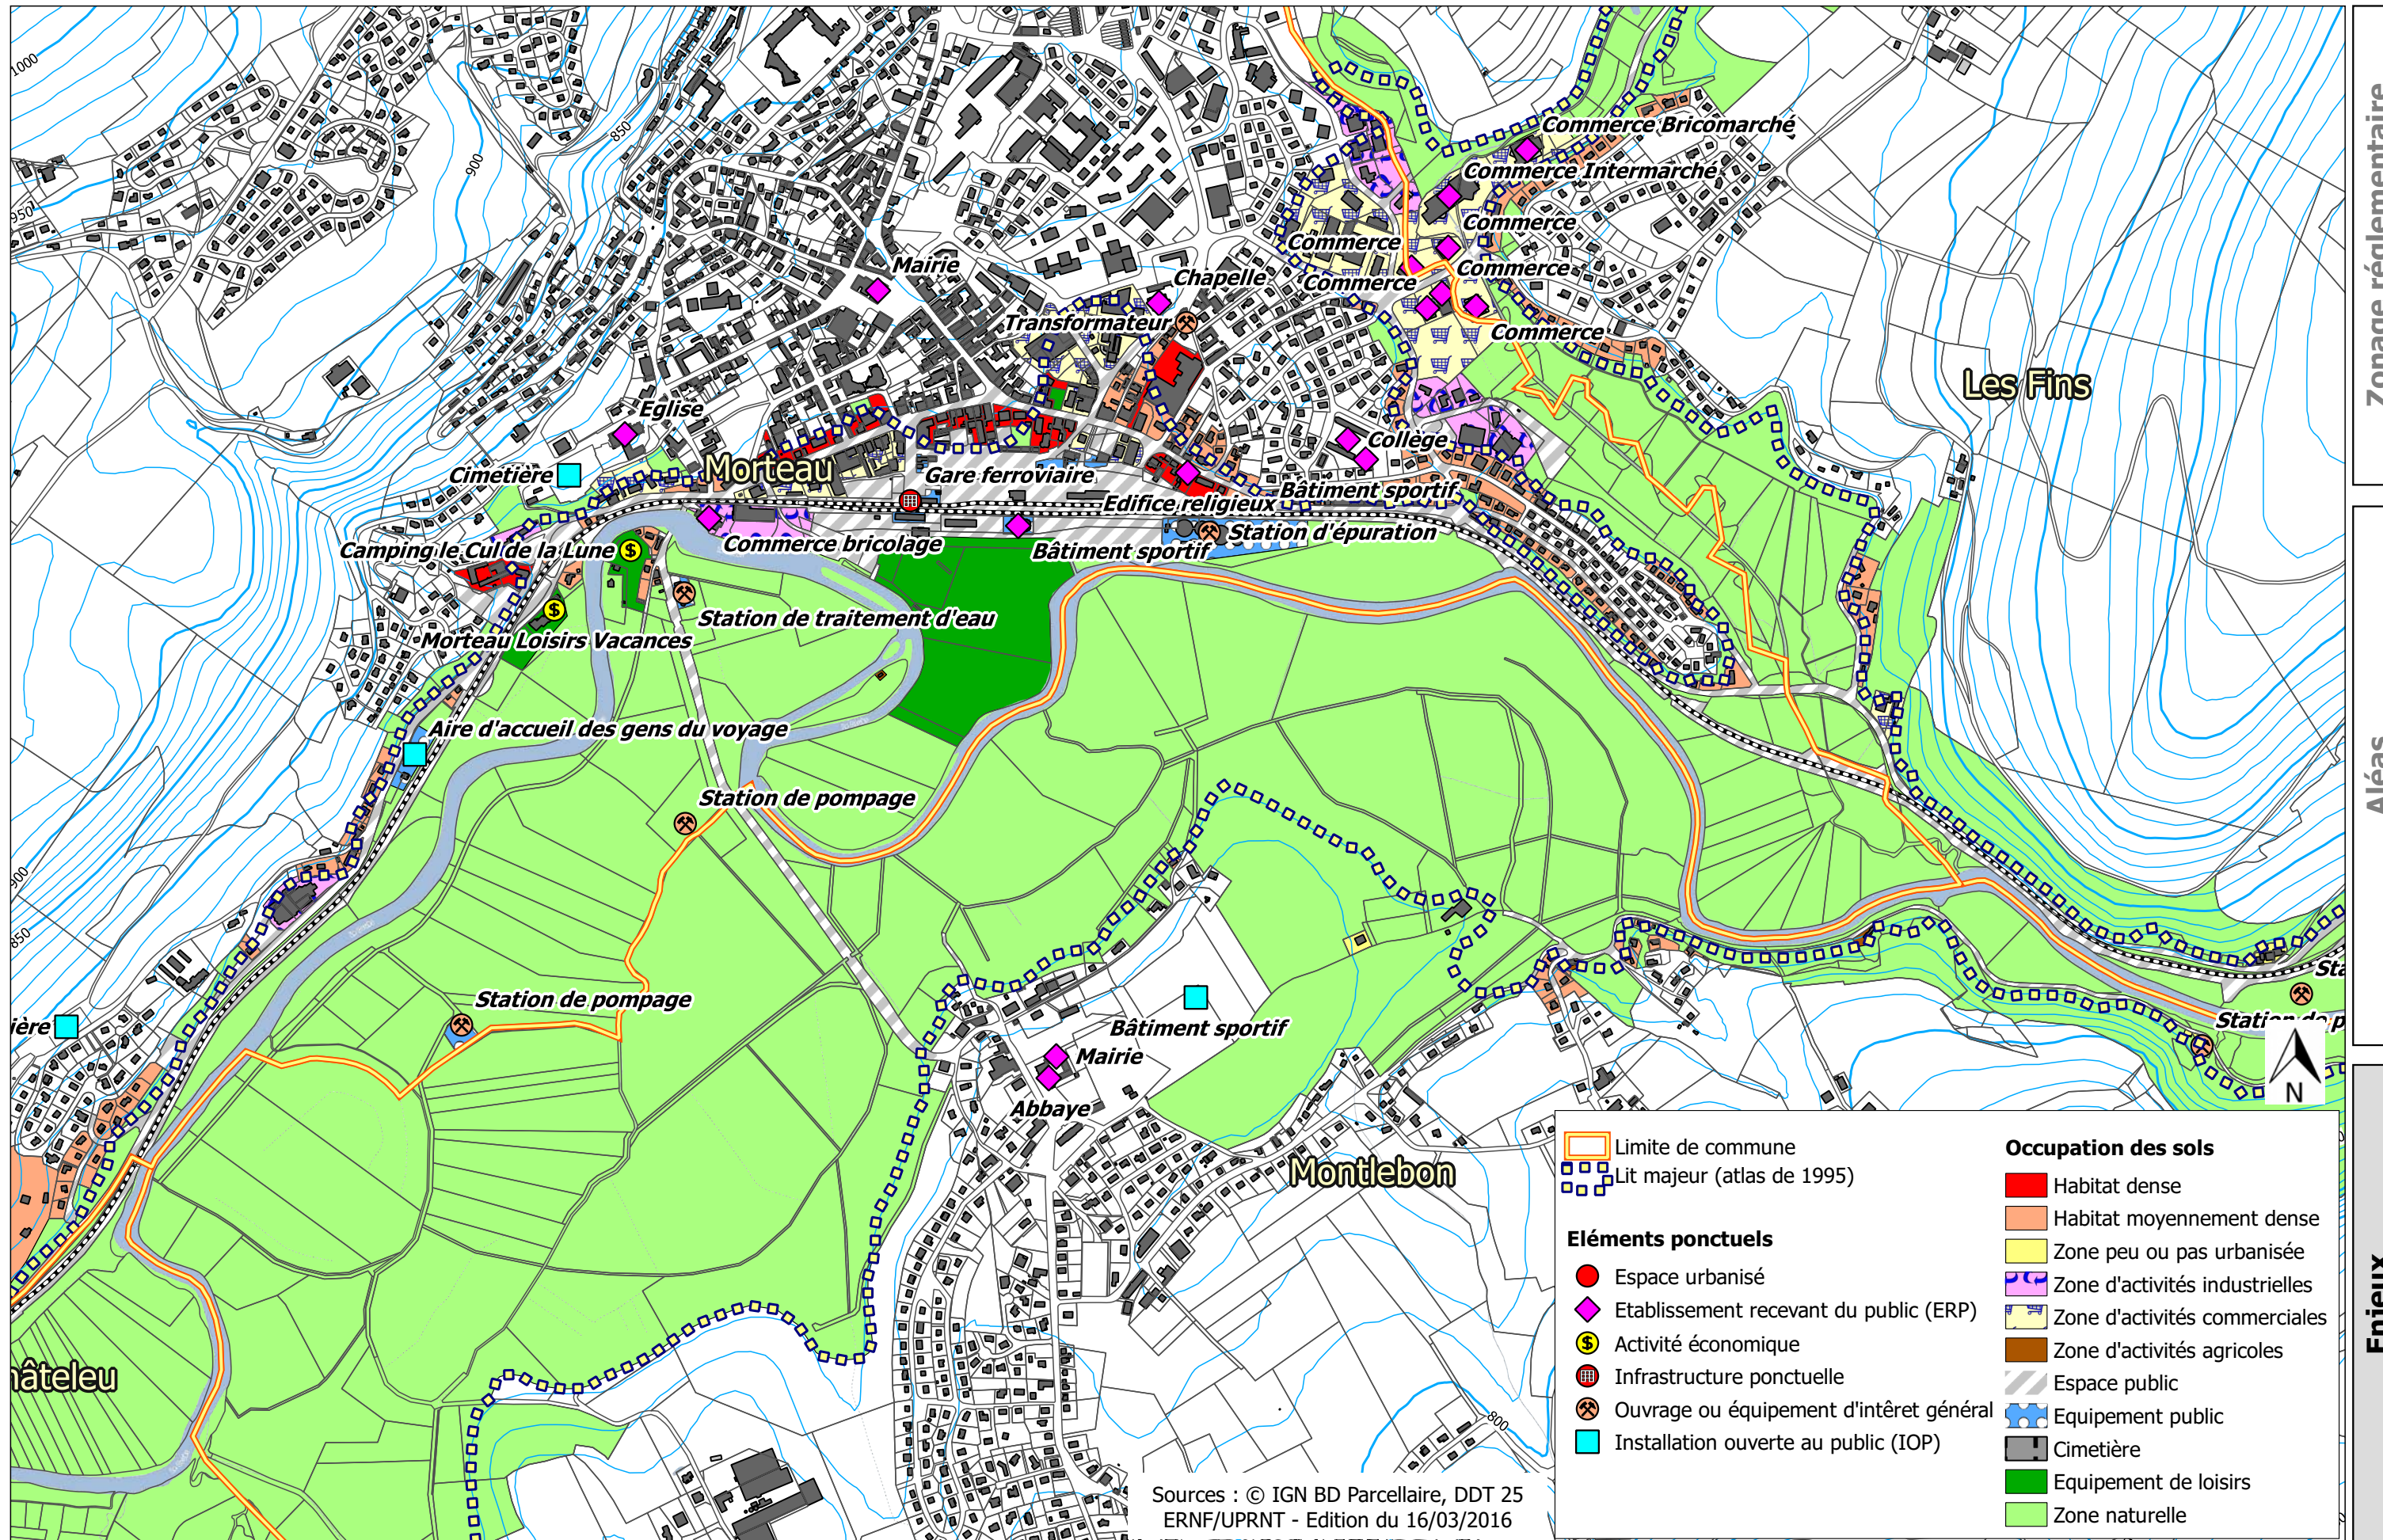 1000
950
900
850
Zonage réglementaire
Commerce Bricomarché
Commerce Intermarché
Commerce
Commerce
Commerce
Commerce
Commerce
Mairie
Chapelle
Transformateur
Les Fins
Eglise
Collège
Cimetière
Morteau
Gare ferroviaire
Bâtiment sportif
Edifice religieux
Station d'épuration
Commerce bricolage
Bâtiment sportif
Camping le Cul de la Lune
Station de traitement d'eau
Morteau Loisirs Vacances
Aire d'accueil des gens du voyage
Aléas
Station de pompage
900
850
Station de pompage
ière
Sta
Station de p
Bâtiment sportif
Mairie
Abbaye
N
Montlebon
âteleu
800
Limite de commune
Lit majeur (atlas de 1995)
Eléments ponctuels
Espace urbanisé
Etablissement recevant du public (ERP)
Activité économique
Infrastructure ponctuelle
Ouvrage ou équipement d'intêret général
Installation ouverte au public (IOP)
Occupation des sols
Habitat dense
Habitat moyennement dense
Zone peu ou pas urbanisée
Zone d'activités industrielles
Zone d'activités commerciales
Zone d'activités agricoles
Espace public
Equipement public
Cimetière
Equipement de loisirs
Zone naturelle
Enjeux
Sources : © IGN BD Parcellaire, DDT 25
ERNF/UPRNT - Edition du 16/03/2016